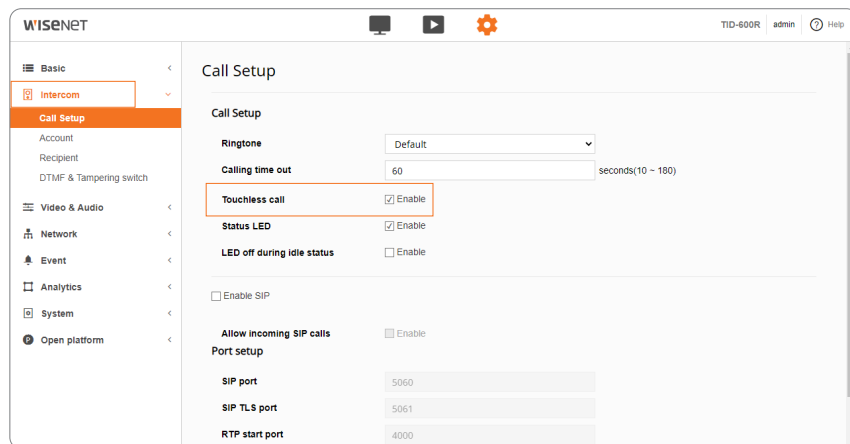 WISENET
TID-600R admin ? Help
Basic
Intercom
Call Setup
Account
Recipient
DTMF & Tampering switch
Video & Audio
Network
Event
Analytics
System
P Open platform
Call Setup
Call Setup
Ringtone Default
Calling time out 60 seconds(10 ~ 180)
Touchless call Enable
Status LED Enable
LED off during idle status Enable
Enable SIP
Allow incoming SIP calls Enable
Port setup
SIP port 5060
SIP TLS port 5061
RTP start port 4000